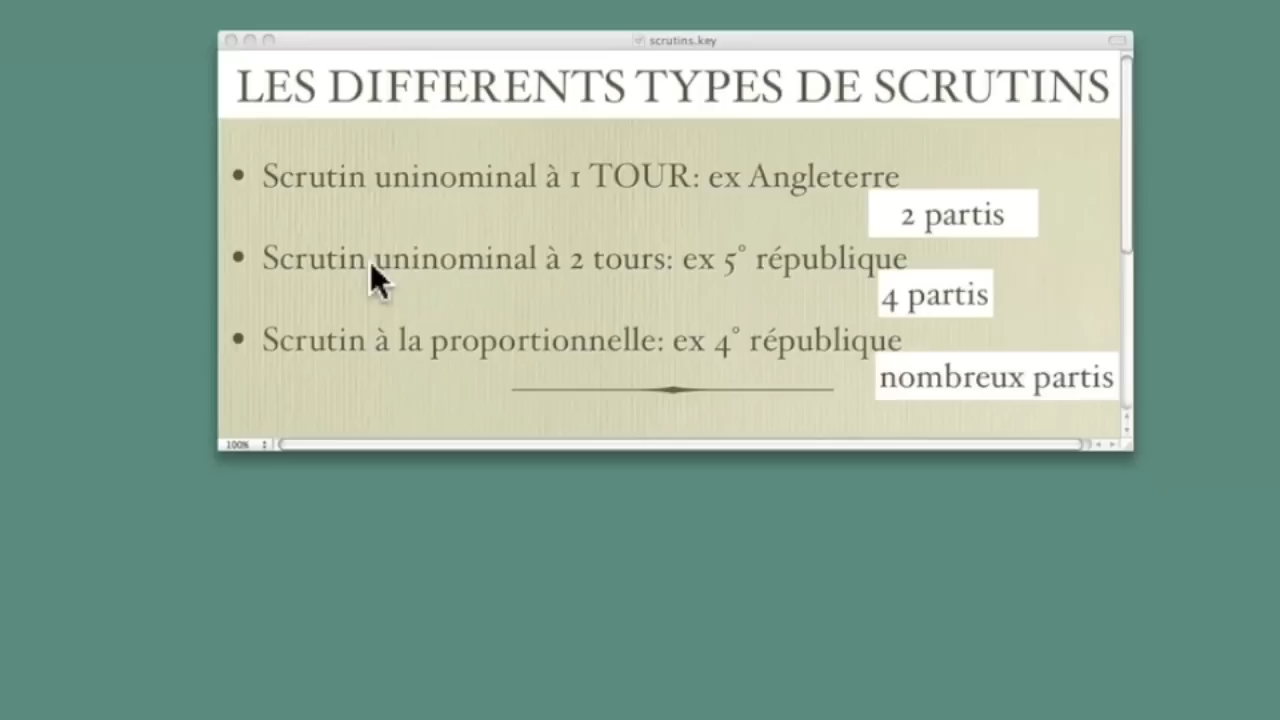 scrutins.key
LES DIFFERENTS TYPES DE SCRUTINS
• Scrutin uninominal à 1 TOUR: ex Angleterre
2 partis
• Scrutin uninominal à 2 tours: ex 5° république
4 partis
• Scrutin à la proportionnelle: ex 4° république
nombreux partis
100%